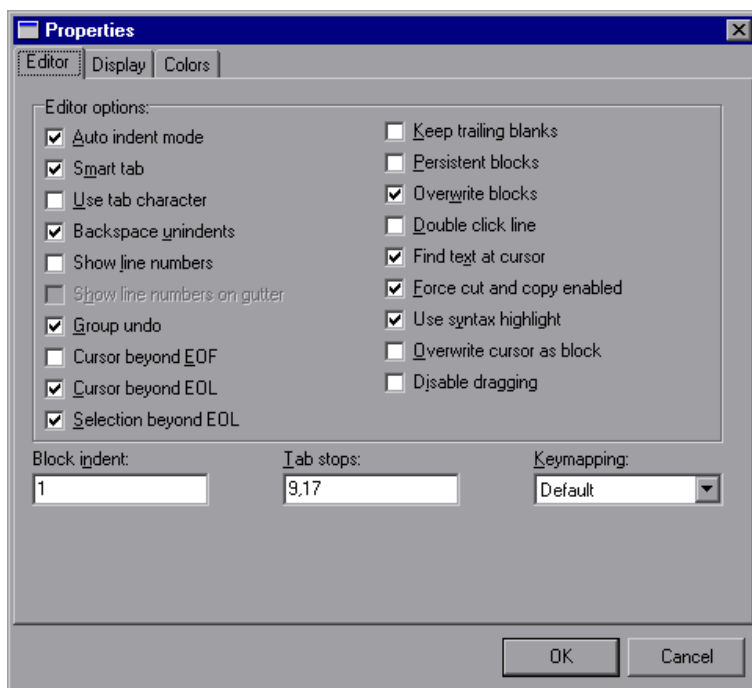 Properties
Editor Display Colors
Editor options:
Auto indent mode
Smart tab
Use tab character
Backspace unindents
Show line numbers
Show line numbers on gutter
Group undo
Cursor beyond EOF
Cursor beyond EOL
Selection beyond EOL
Keep trailing blanks
Persistent blocks
Overwrite blocks
Double click line
Find text at cursor
Force cut and copy enabled
Use syntax highlight
Overwrite cursor as block
Disable dragging
Block indent: Tab stops: Keymapping:
1 9,17 Default
OK Cancel